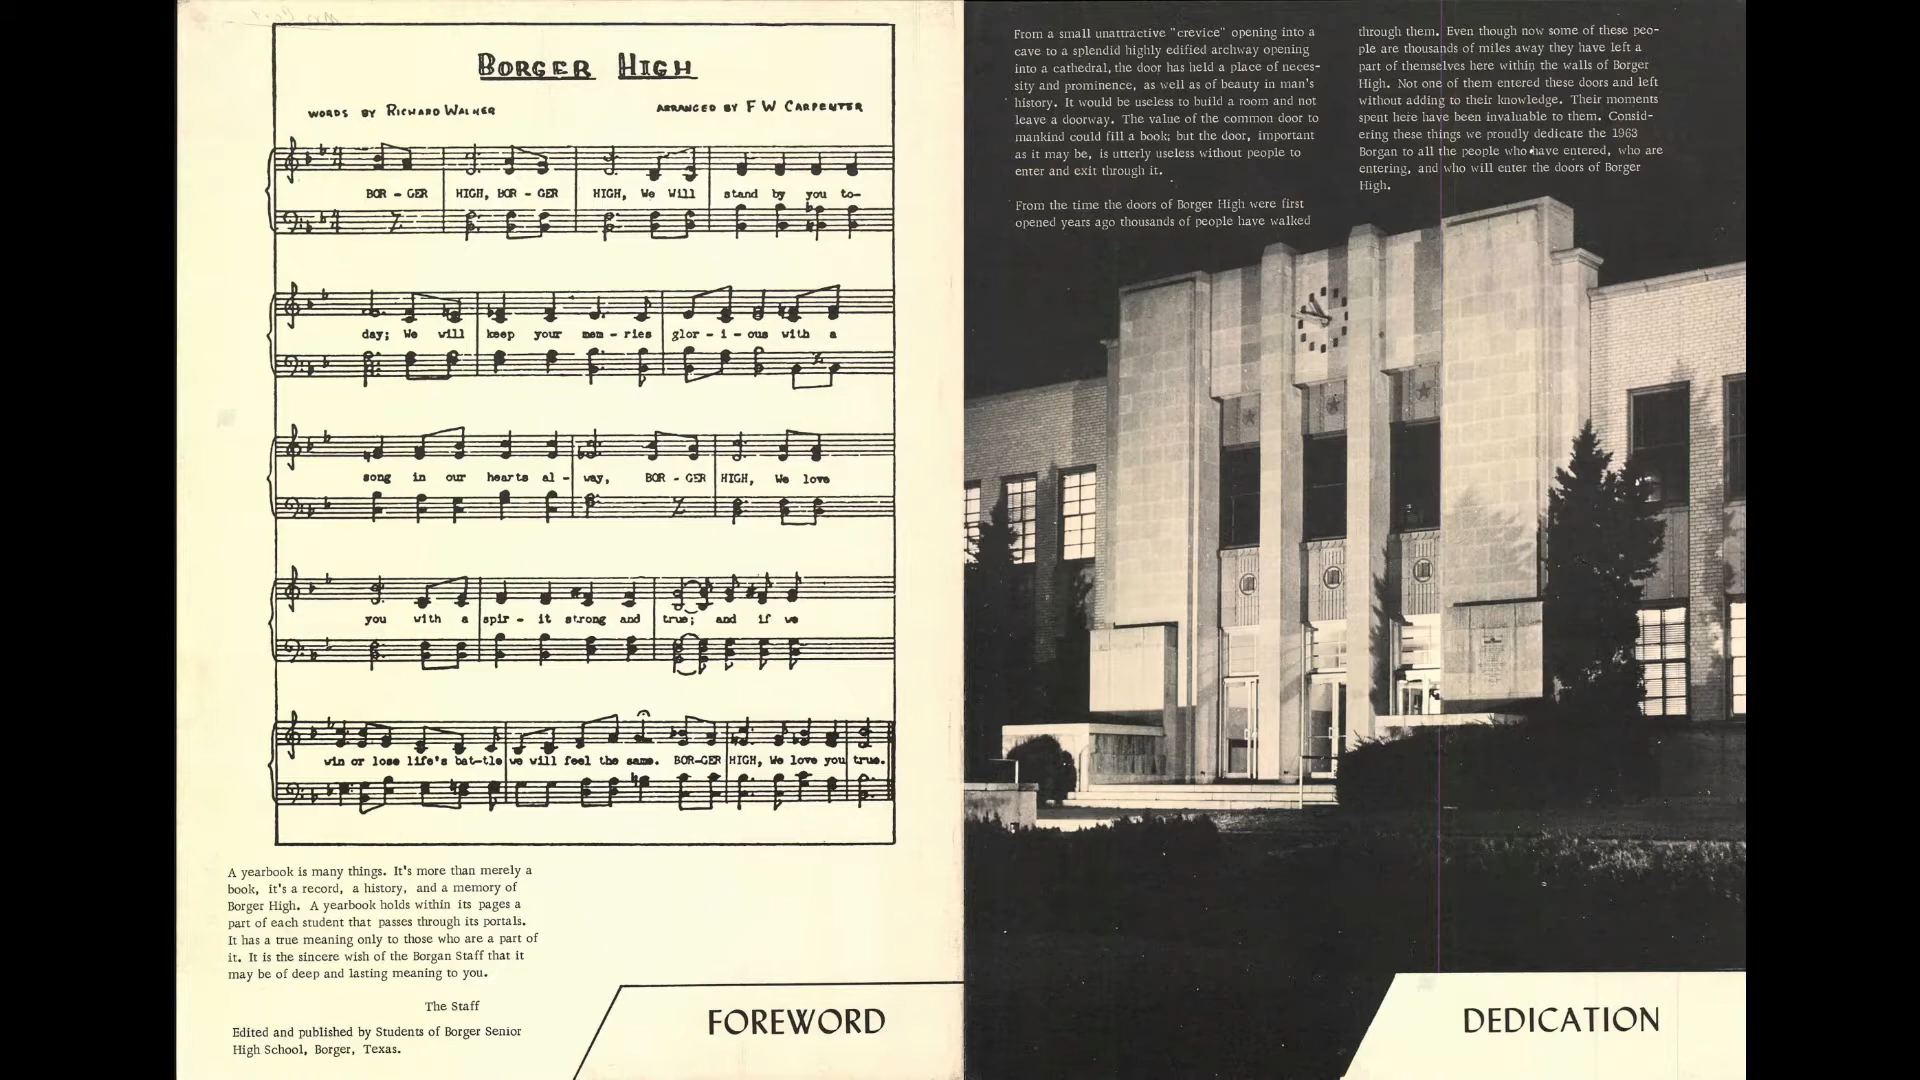 BORGER HIGH
WORDS BY RICHARD WALKER
ARRANGED BY F W CARPENTER
BOR - GER HIGH, BOR - GER HIGH, We Will stand by you to-
day; We will keep your mem - ries glor - i - ous with a
song in our hearts al - way, BOR - GER HIGH, We love
you with a spir - it strong and true; and if we
win or lose life's bat-tle we will feel the same. BOR-GER HIGH, We love you true.
A yearbook is many things. It's more than merely a
book, it's a record, a history, and a memory of
Borger High. A yearbook holds within its pages a
part of each student that passes through its portals.
It has a true meaning only to those who are a part of
it. It is the sincere wish of the Borgan Staff that it
may be of deep and lasting meaning to you.
The Staff
Edited and published by Students of Borger Senior
High School, Borger, Texas.
FOREWORD
From a small unattractive "crevice" opening into a
cave to a splendid highly edified archway opening
into a cathedral, the door has held a place of neces-
sity and prominence, as well as of beauty in man's
history. It would be useless to build a room and not
leave a doorway. The value of the common door to
mankind could fill a book; but the door, important
as it may be, is utterly useless without people to
enter and exit through it.
From the time the doors of Borger High were first
opened years ago thousands of people have walked
through them. Even though now some of these peo-
ple are thousands of miles away they have left a
part of themselves here within the walls of Borger
High. Not one of them entered these doors and left
without adding to their knowledge. Their moments
spent here have been invaluable to them. Consid-
ering these things we proudly dedicate the 1963
Borgan to all the people who have entered, who are
entering, and who will enter the doors of Borger
High.
DEDICATION